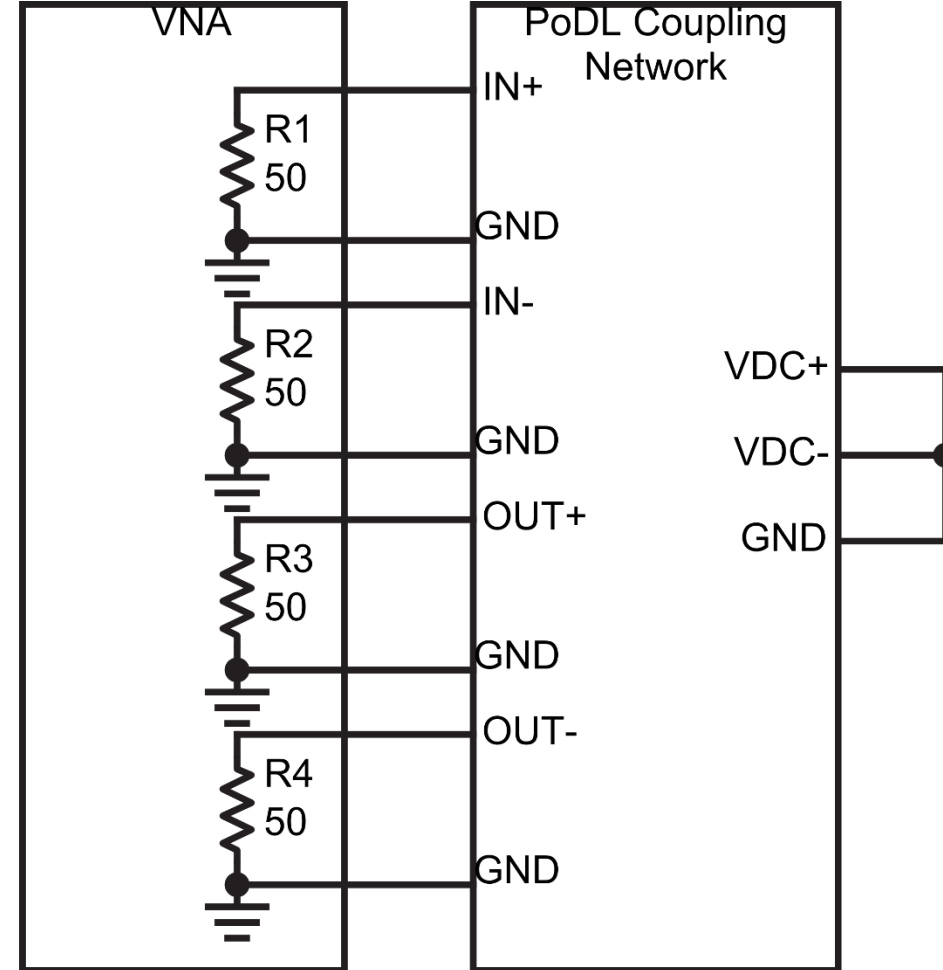 VNA
PoDL Coupling
Network
IN+
R1
50
GND
IN-
R2
50
GND
OUT+
R3
50
GND
OUT-
R4
50
GND
VDC+
VDC-
GND